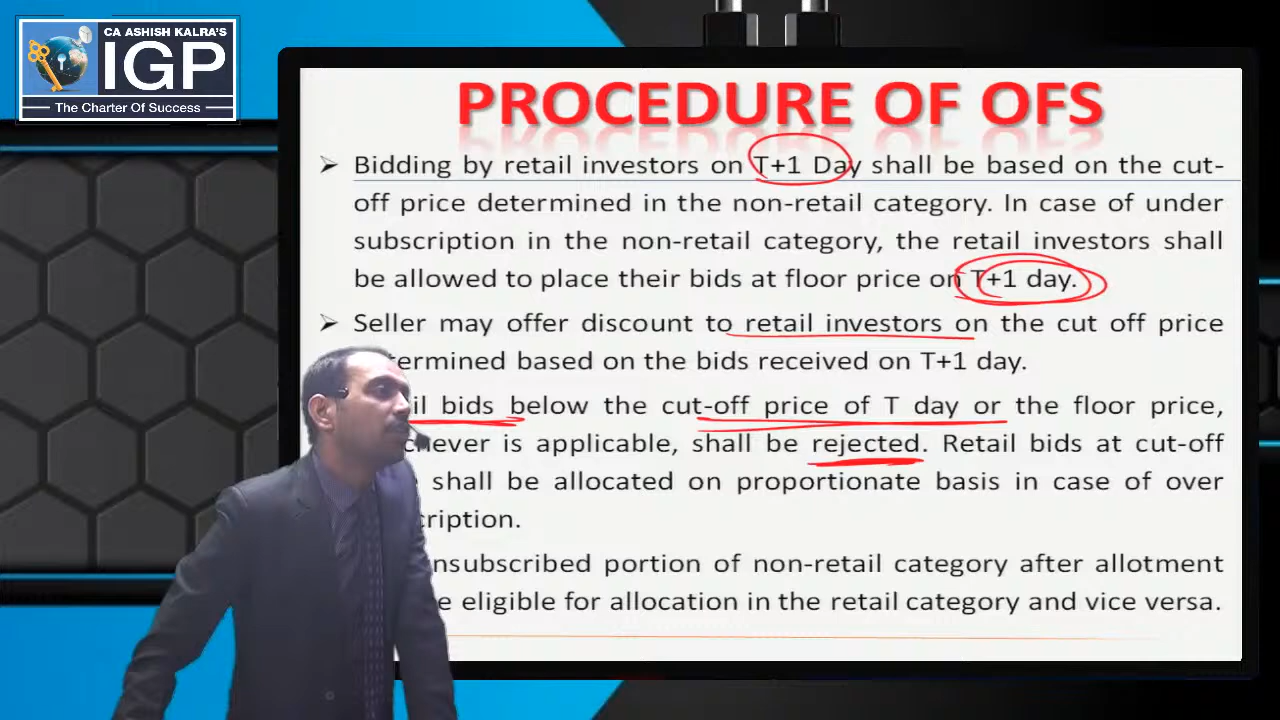 CA ASHISH KALRA'S
IGP
The Charter Of Success
PROCEDURE OF OFS
Bidding by retail investors on T+1 Day shall be based on the cut-
off price determined in the non-retail category. In case of under
subscription in the non-retail category, the retail investors shall
be allowed to place their bids at floor price on T+1 day.
Seller may offer discount to retail investors on the cut off price
based on the bids received on T+1 day.
bids below the cut-off price of T day or the floor price,
is applicable, shall be rejected. Retail bids at cut-off
shall be allocated on proportionate basis in case of over
portion of non-retail category after allotment
eligible for allocation in the retail category and vice versa.